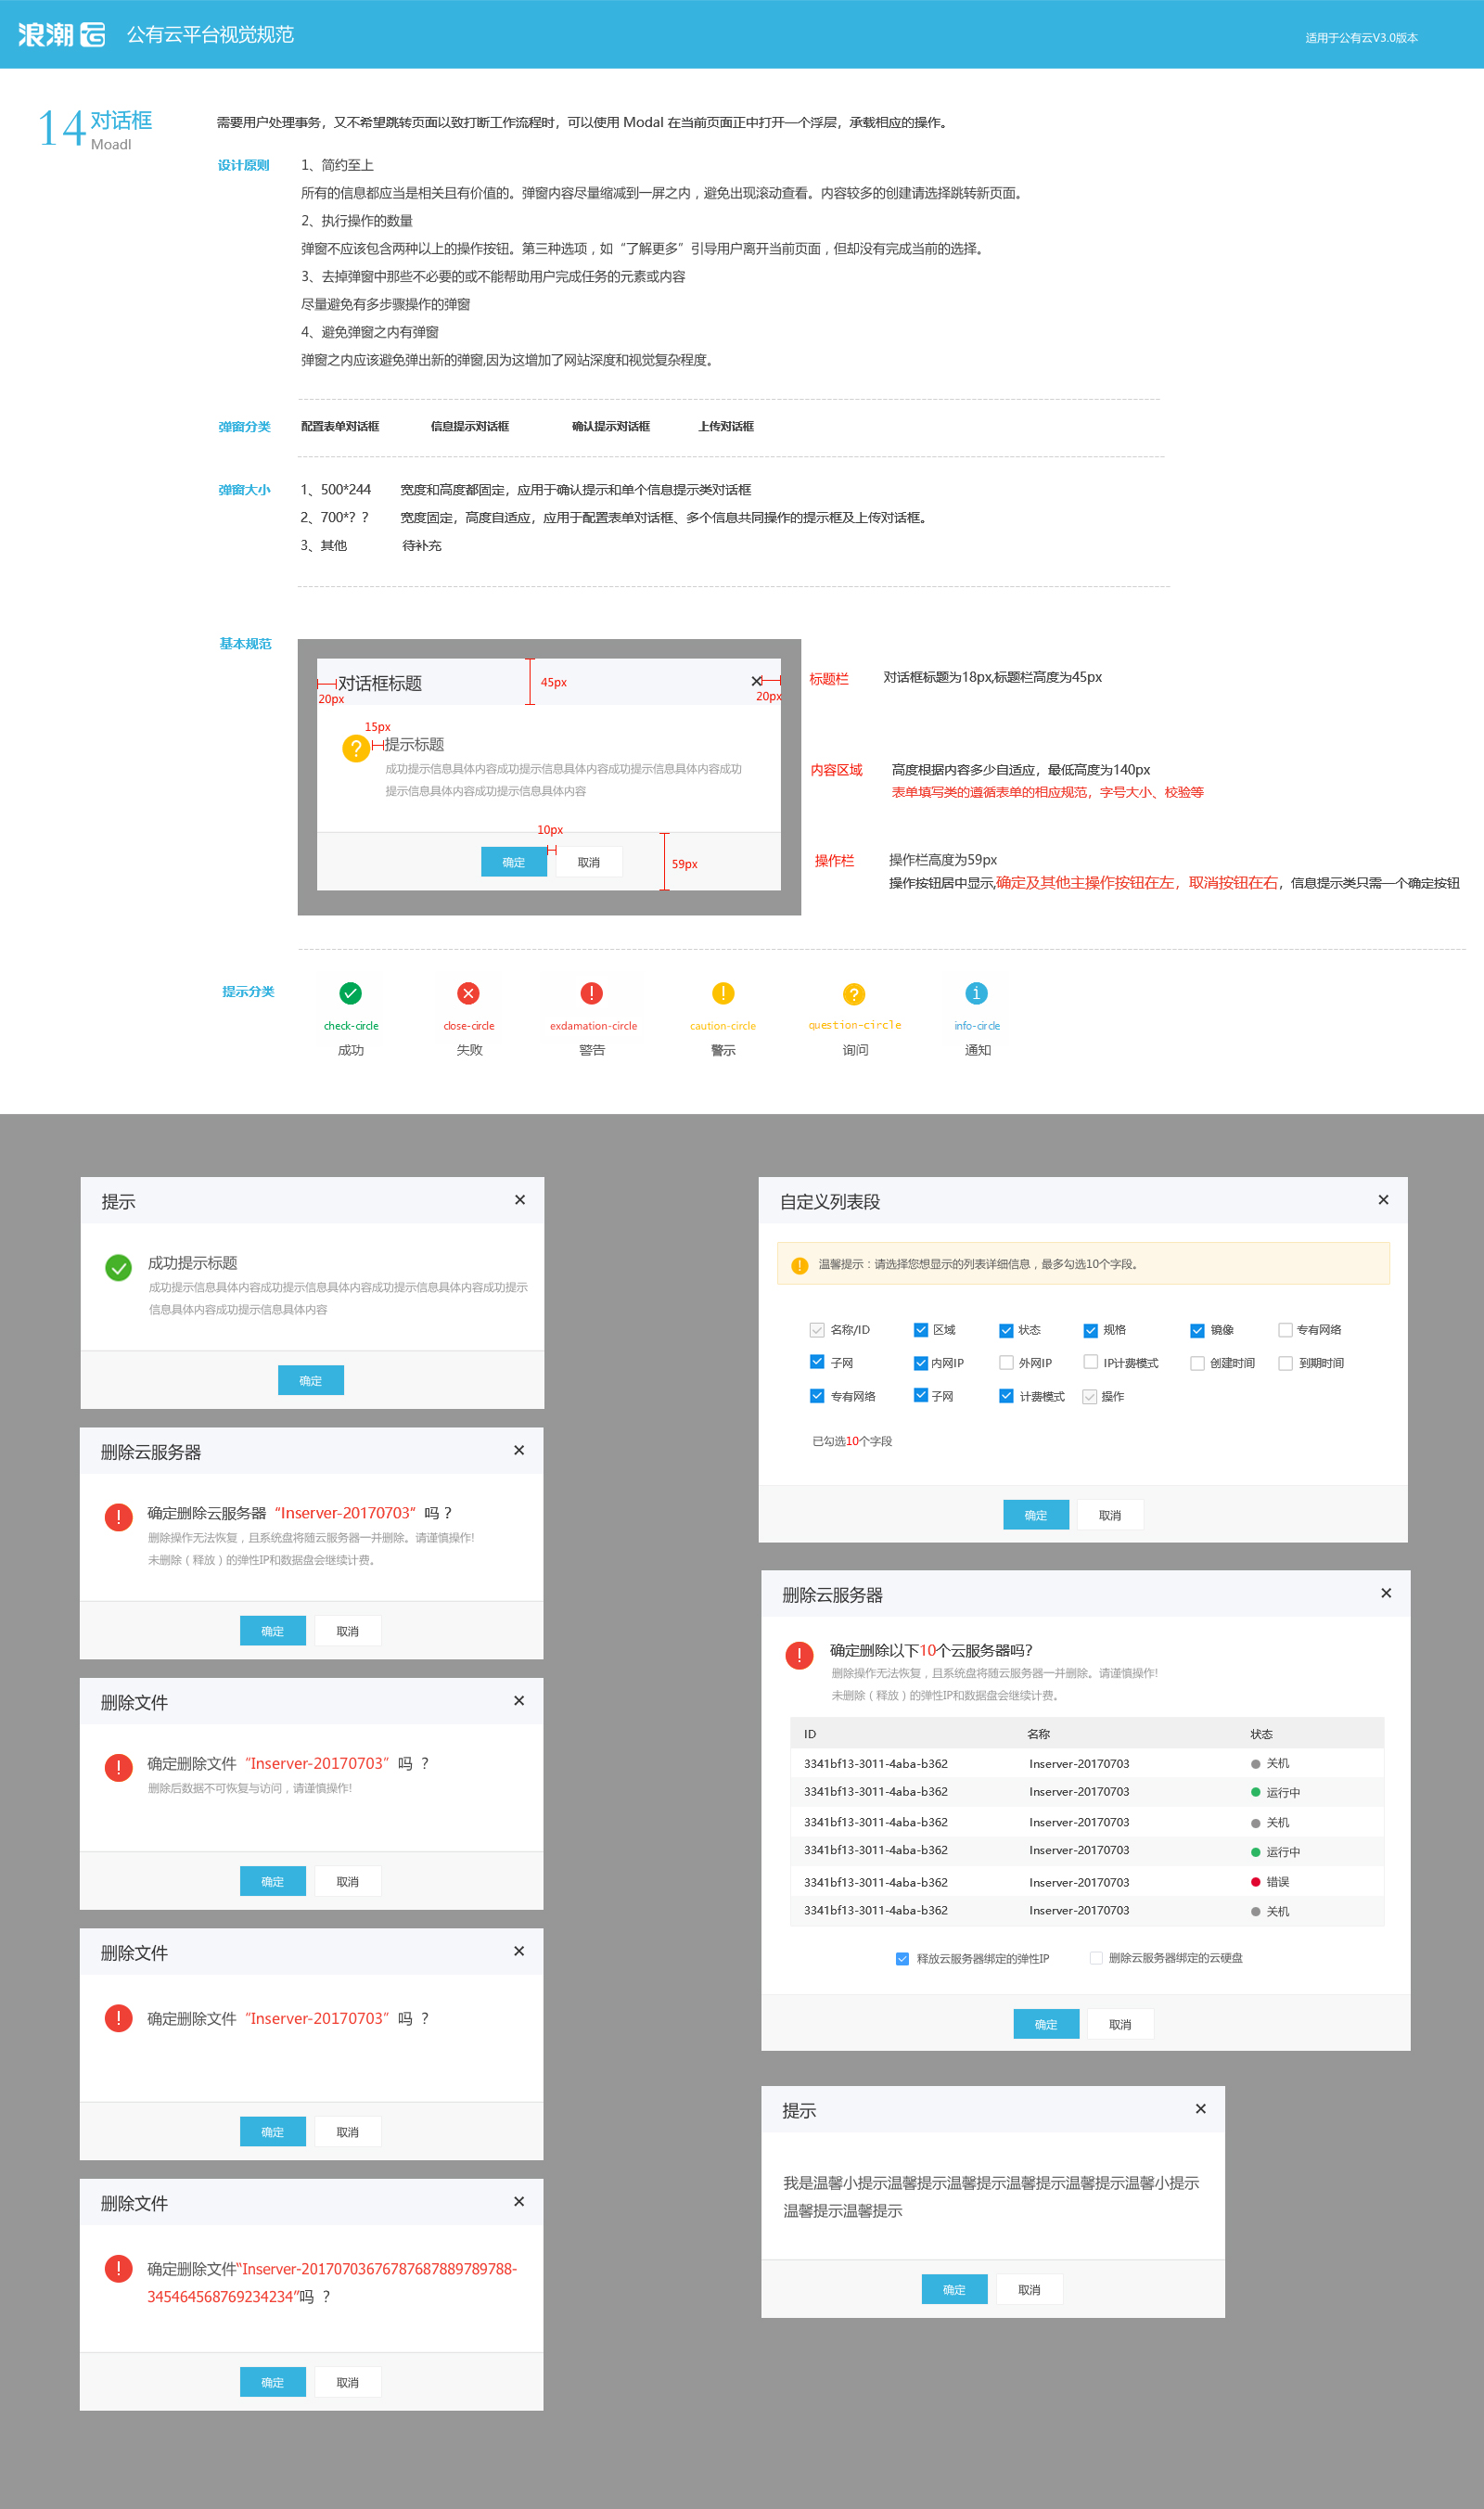 浪潮云 公有云平台视觉规范 适用于公有云V3.0版本
14 对话框
Moadl
需要用户处理事务，又不希望跳转页面以致打断工作流程时，可以使用 Modal 在当前页面正中打开一个浮层，承载相应的操作。
设计原则
1、简约至上
所有的信息都应当是相关且有价值的。弹窗内容尽量缩减到一屏之内，避免出现滚动查看。内容较多的创建请选择跳转新页面。
2、执行操作的数量
弹窗不应该包含两种以上的操作按钮。第三种选项，如“了解更多”引导用户离开当前页面，但却没有完成当前的选择。
3、去掉弹窗中那些不必要的或不能帮助用户完成任务的元素或内容
尽量避免有多步骤操作的弹窗
4、避免弹窗之内有弹窗
弹窗之内应该避免弹出新的弹窗,因为这增加了网站深度和视觉复杂程度。
弹窗分类 配置表单对话框 信息提示对话框 确认提示对话框 上传对话框
弹窗大小
1、500*244 宽度和高度都固定，应用于确认提示和单个信息提示类对话框
2、700*？？ 宽度固定，高度自适应，应用于配置表单对话框、多个信息共同操作的提示框及上传对话框。
3、其他 待补充
基本规范
对话框标题
20px
45px
20px
15px
提示标题
成功提示信息具体内容成功提示信息具体内容成功提示信息具体内容成功
提示信息具体内容成功提示信息具体内容
10px
确定 取消
59px
标题栏 对话框标题为18px,标题栏高度为45px
内容区域 高度根据内容多少自适应，最低高度为140px
表单填写类的遵循表单的相应规范，字号大小、校验等
操作栏 操作栏高度为59px
操作按钮居中显示,确定及其他主操作按钮在左，取消按钮在右，信息提示类只需一个确定按钮
提示分类
check-circle close-circle exdamation-circle caution-circle question-circle info-circle
成功 失败 警告 警示 询问 通知
提示
成功提示标题
成功提示信息具体内容成功提示信息具体内容成功提示信息具体内容成功提示
信息具体内容成功提示信息具体内容
确定
删除云服务器
确定删除云服务器“Inserver-20170703”吗？
删除操作无法恢复，且系统盘将随云服务器一并删除。请谨慎操作!
未删除（释放）的弹性IP和数据盘会继续计费。
确定 取消
删除文件
确定删除文件“Inserver-20170703”吗 ？
删除后数据不可恢复与访问，请谨慎操作!
确定 取消
删除文件
确定删除文件“Inserver-20170703”吗 ？
确定 取消
删除文件
确定删除文件“Inserver-20170703676787687889789788-
345464568769234234”吗 ？
确定 取消
自定义列表段
温馨提示：请选择您想显示的列表详细信息，最多勾选10个字段。
名称/ID 区域 状态 规格 镜像 专有网络
子网 内网IP 外网IP IP计费模式 创建时间 到期时间
专有网络 子网 计费模式 操作
已勾选10个字段
确定 取消
删除云服务器
确定删除以下10个云服务器吗?
删除操作无法恢复，且系统盘将随云服务器一并删除。请谨慎操作!
未删除（释放）的弹性IP和数据盘会继续计费。
ID 名称 状态
3341bf13-3011-4aba-b362 Inserver-20170703 关机
3341bf13-3011-4aba-b362 Inserver-20170703 运行中
3341bf13-3011-4aba-b362 Inserver-20170703 关机
3341bf13-3011-4aba-b362 Inserver-20170703 运行中
3341bf13-3011-4aba-b362 Inserver-20170703 错误
3341bf13-3011-4aba-b362 Inserver-20170703 关机
释放云服务器绑定的弹性IP 删除云服务器绑定的云硬盘
确定 取消
提示
我是温馨小提示温馨提示温馨提示温馨提示温馨提示温馨小提示
温馨提示温馨提示
确定 取消